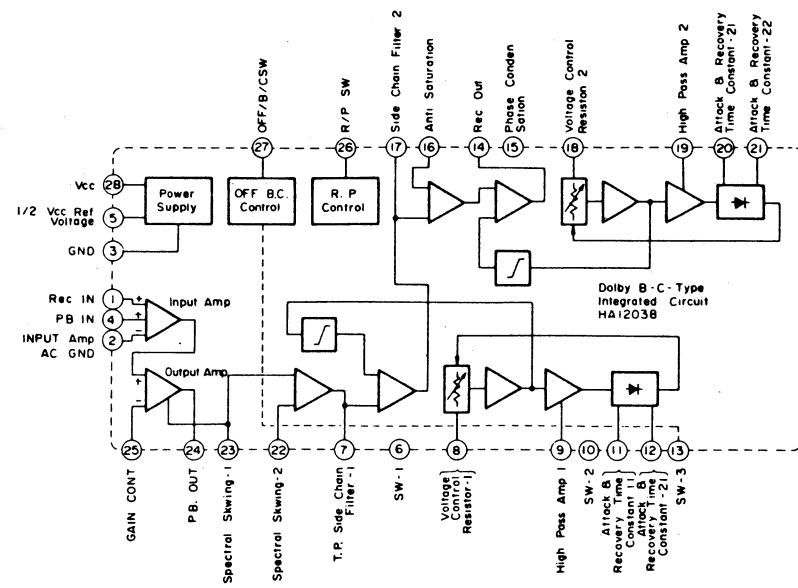 OFF/B/CSW
27
R/P SW
26
Side Chain Filter 2
17
Anti Saturation
16
Rec Out
14
Phase Conden
Sation
15
Voltage Control
Resiston 2
18
High Pass Amp 2
19
Attack & Recovery
Time Constant-21
20
Attack & Recovery
Time Constant-22
21
Vcc
28
1/2 Vcc Ref
Voltage
5
GND
3
Power
Supply
OFF B.C.
Control
R. P
Control
Rec IN
1
PB IN
4
INPUT Amp
AC GND
2
+
+
-
Input Amp
Output Amp
+
-
Dolby B-C-Type
Integrated Circuit
HA12038
25
GAIN CONT
24
P.B. OUT
23
Spectral Skwing-1
22
Spectral Skwing-2
7
T.P. Side Chain
Filter-1
6
SW-1
8
Voltage
Control
Resistor-1
9
High Pass Amp 1
10
SW-2
11
Attack &
Recovery Time
Constant 11
12
Attack &
Recovery Time
Constant-21
13
SW-3